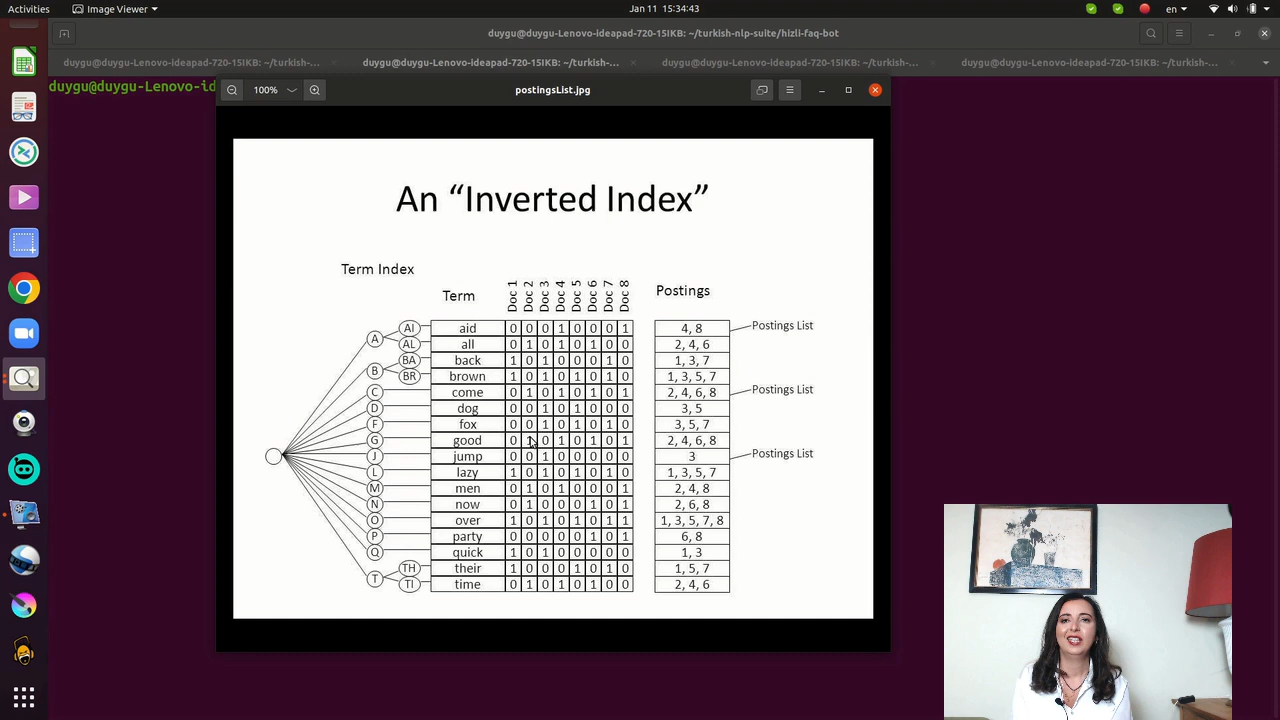 Activities
Image Viewer
Jan 11 15:34:43
en
duygu@duygu-Lenovo-ideapad-720-15IKB: ~/turkish-nlp-suite/hizli-faq-bot
duygu@duygu-Lenovo-ideapad-720-15IKB: ~/turkish-...
duygu@duygu-Lenovo-ideapad-720-15IKB: ~/turkish-...
duygu@duygu-Lenovo-ideapad-720-15IKB: ~/turkish-...
duygu@duygu-Lenovo-ideapad-720-15IKB: ~/turkish-...
duygu@duygu-Lenovo-id
100%
postingsList.jpg
An “Inverted Index”
Term Index
Term
Doc 1
Doc 2
Doc 3
Doc 4
Doc 5
Doc 6
Doc 7
Doc 8
Postings
A
AI
aid 0 0 0 1 0 0 0 1 4, 8
Postings List
AL
all 0 1 0 1 0 1 0 0 2, 4, 6
B
BA
back 1 0 1 0 0 0 1 0 1, 3, 7
BR
brown 1 0 1 0 1 0 1 0 1, 3, 5, 7
C
come 0 1 0 1 0 1 0 1 2, 4, 6, 8
Postings List
D
dog 0 0 1 0 1 0 0 0 3, 5
F
fox 0 0 1 0 1 0 1 0 3, 5, 7
G
good 0 1 0 1 0 1 0 1 2, 4, 6, 8
J
jump 0 0 1 0 0 0 0 0 3
Postings List
L
lazy 1 0 1 0 1 0 1 0 1, 3, 5, 7
M
men 0 1 0 1 0 0 0 1 2, 4, 8
N
now 0 1 0 0 0 1 0 1 2, 6, 8
O
over 1 0 1 0 1 0 1 1 1, 3, 5, 7, 8
P
party 0 0 0 0 0 1 0 1 6, 8
Q
quick 1 0 1 0 0 0 0 0 1, 3
T
TH
their 1 0 0 0 1 0 1 0 1, 5, 7
TI
time 0 1 0 1 0 1 0 0 2, 4, 6